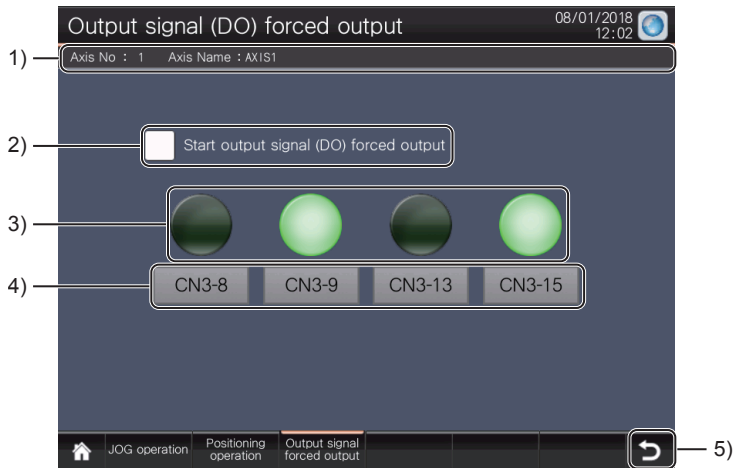 Output signal (DO) forced output
08/01/2018
12:02
1)
Axis No : 1 Axis Name : AXIS1
2)
Start output signal (DO) forced output
3)
4)
CN3-8 CN3-9 CN3-13 CN3-15
JOG operation
Positioning
operation
Output signal
forced output
5)